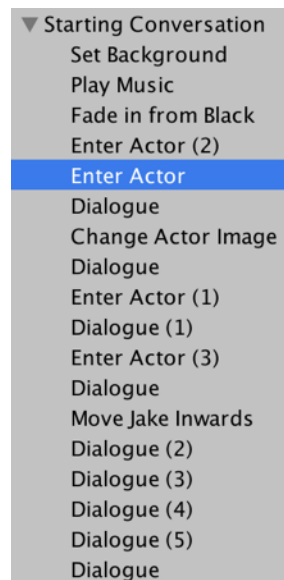 Starting Conversation
Set Background
Play Music
Fade in from Black
Enter Actor (2)
Enter Actor
Dialogue
Change Actor Image
Dialogue
Enter Actor (1)
Dialogue (1)
Enter Actor (3)
Dialogue
Move Jake Inwards
Dialogue (2)
Dialogue (3)
Dialogue (4)
Dialogue (5)
Dialogue